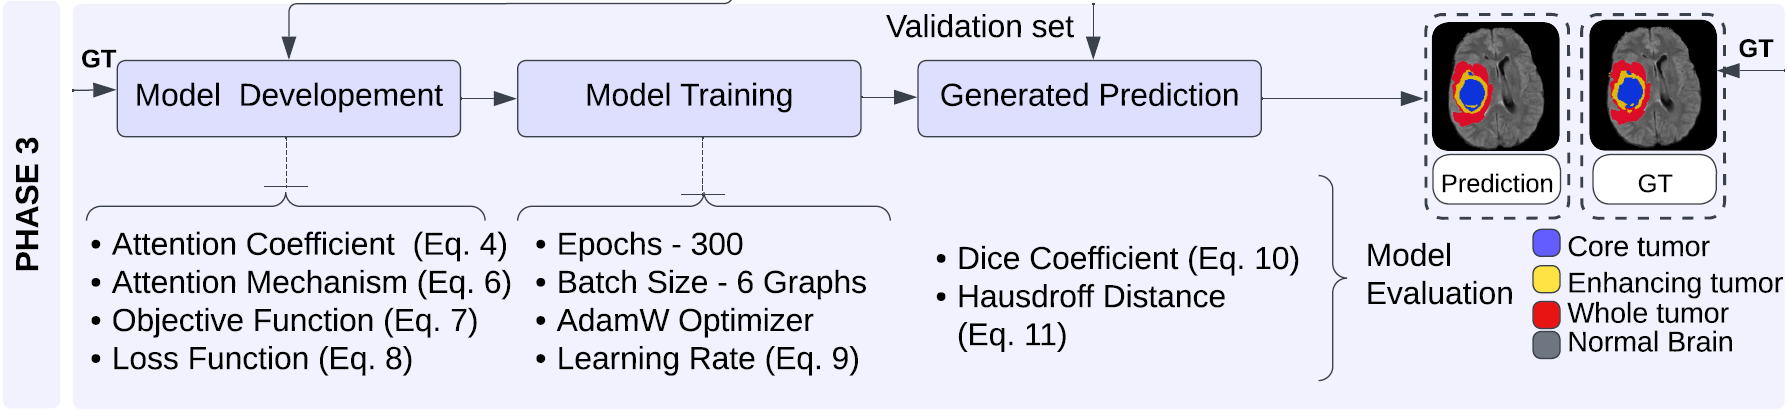 PHASE 3
GT
Validation set
GT
Model  Developement
Model Training
Generated Prediction
Prediction
GT
• Attention Coefficient  (Eq. 4)
• Attention Mechanism (Eq. 6)
• Objective Function (Eq. 7)
• Loss Function (Eq. 8)
• Epochs - 300
• Batch Size - 6 Graphs
• AdamW Optimizer
• Learning Rate (Eq. 9)
• Dice Coefficient (Eq. 10)
• Hausdroff Distance
(Eq. 11)
Model
Evaluation
Core tumor
Enhancing tumor
Whole tumor
Normal Brain